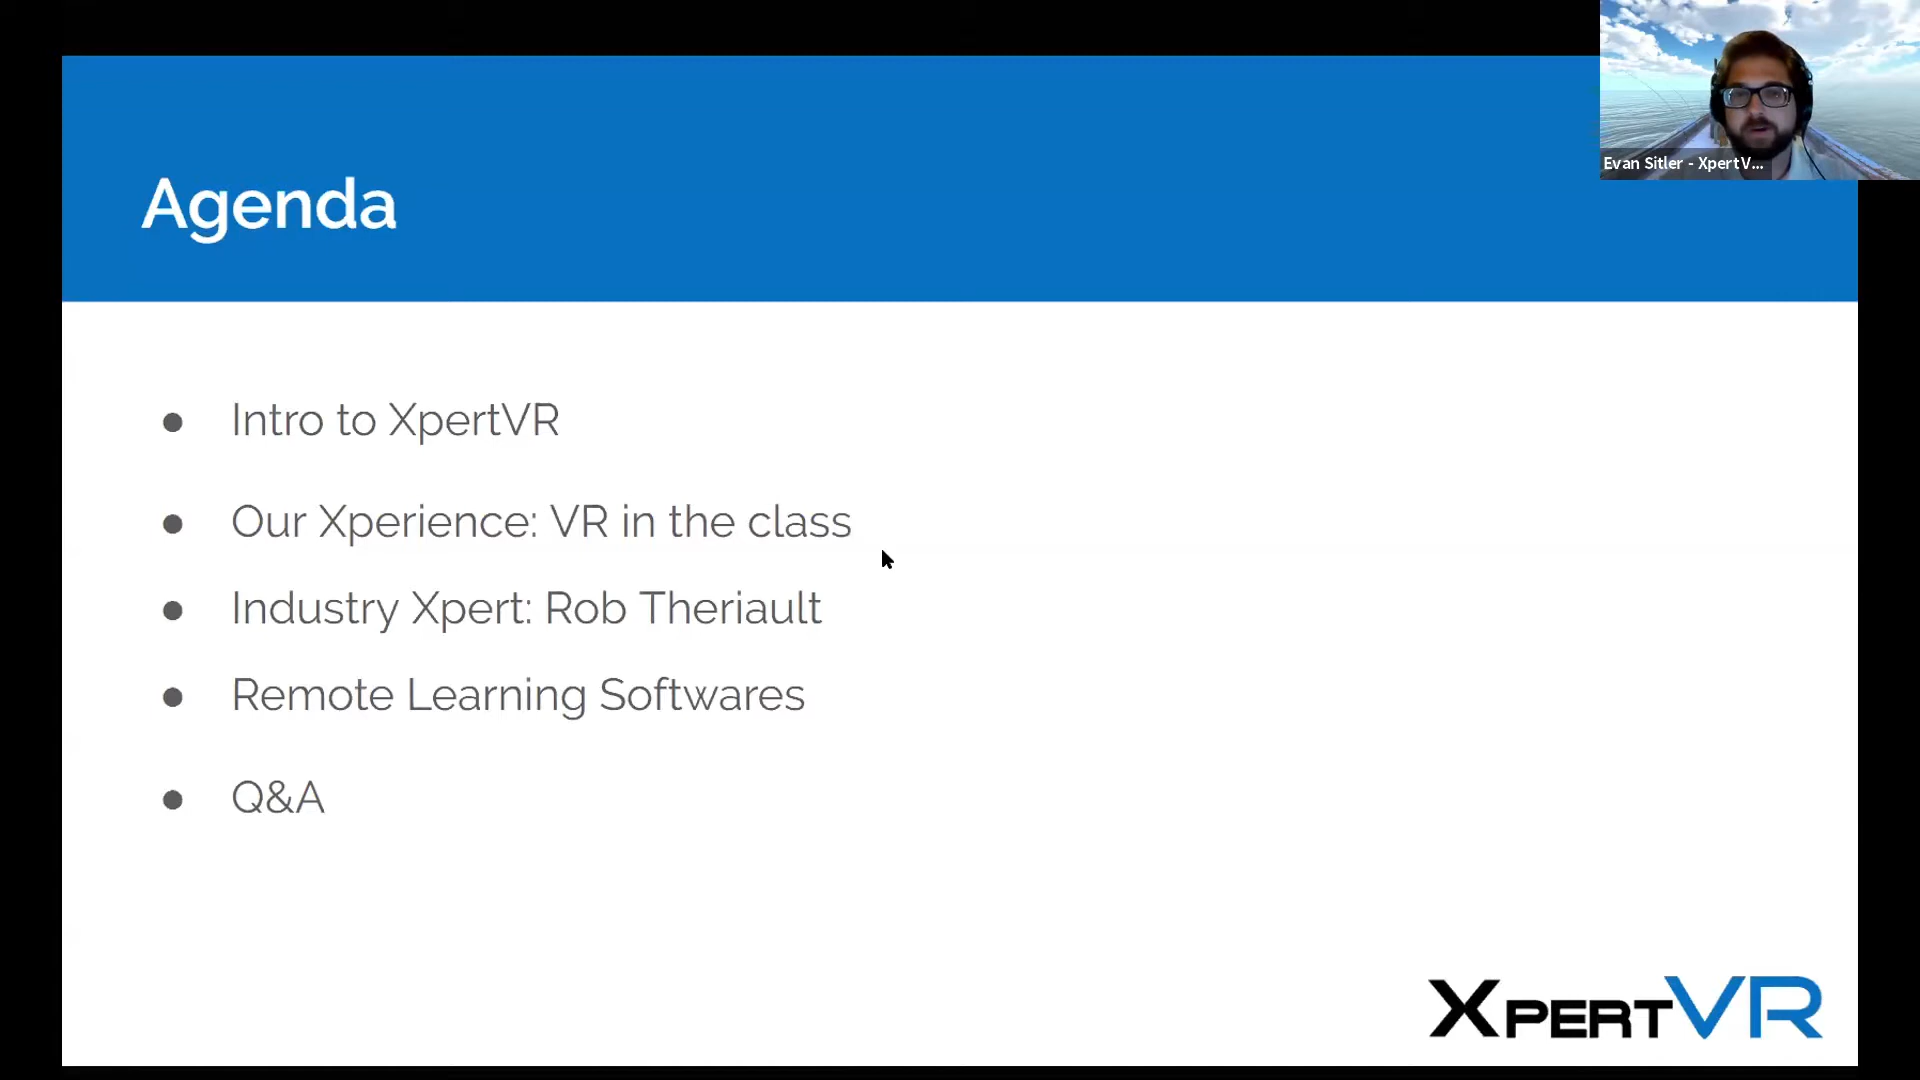 Evan Sitler - XpertV...
Agenda
● Intro to XpertVR
● Our Xperience: VR in the class
● Industry Xpert: Rob Theriault
● Remote Learning Softwares
● Q&A
XPERTVR